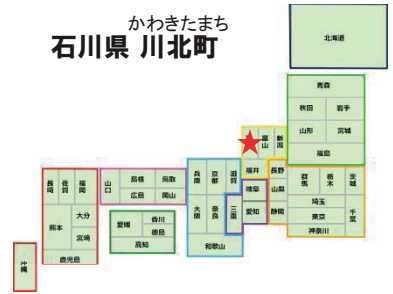 かわきたまち
石川県 川北町
北海道
青森
秋田 岩手
山形 宮城
福島
富山 新潟
福井 長野 群馬 栃木 茨城
兵庫 京都 滋賀
岐阜 山梨 埼玉
長崎 佐賀 福岡 山口 島根 鳥取
広島 岡山
大阪 奈良 三重 愛知 静岡 東京 千葉
神奈川
熊本 大分 愛媛 香川
徳島
宮崎 高知 和歌山
鹿児島
沖縄